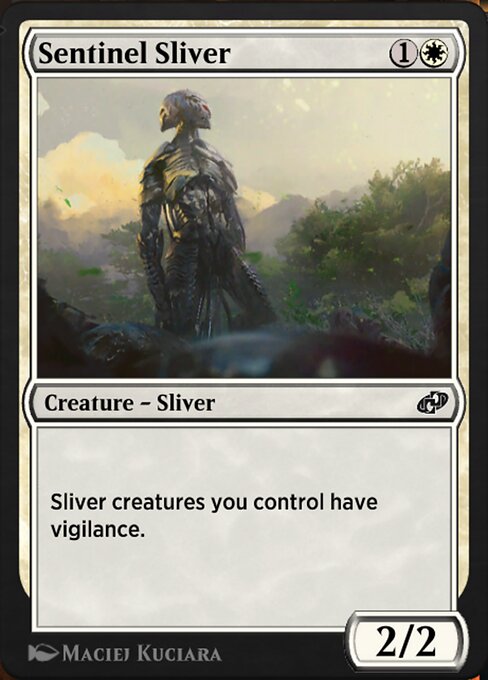 Sentinel Sliver 1
Creature – Sliver
Sliver creatures you control have
vigilance.
2/2
Maciej Kuciara